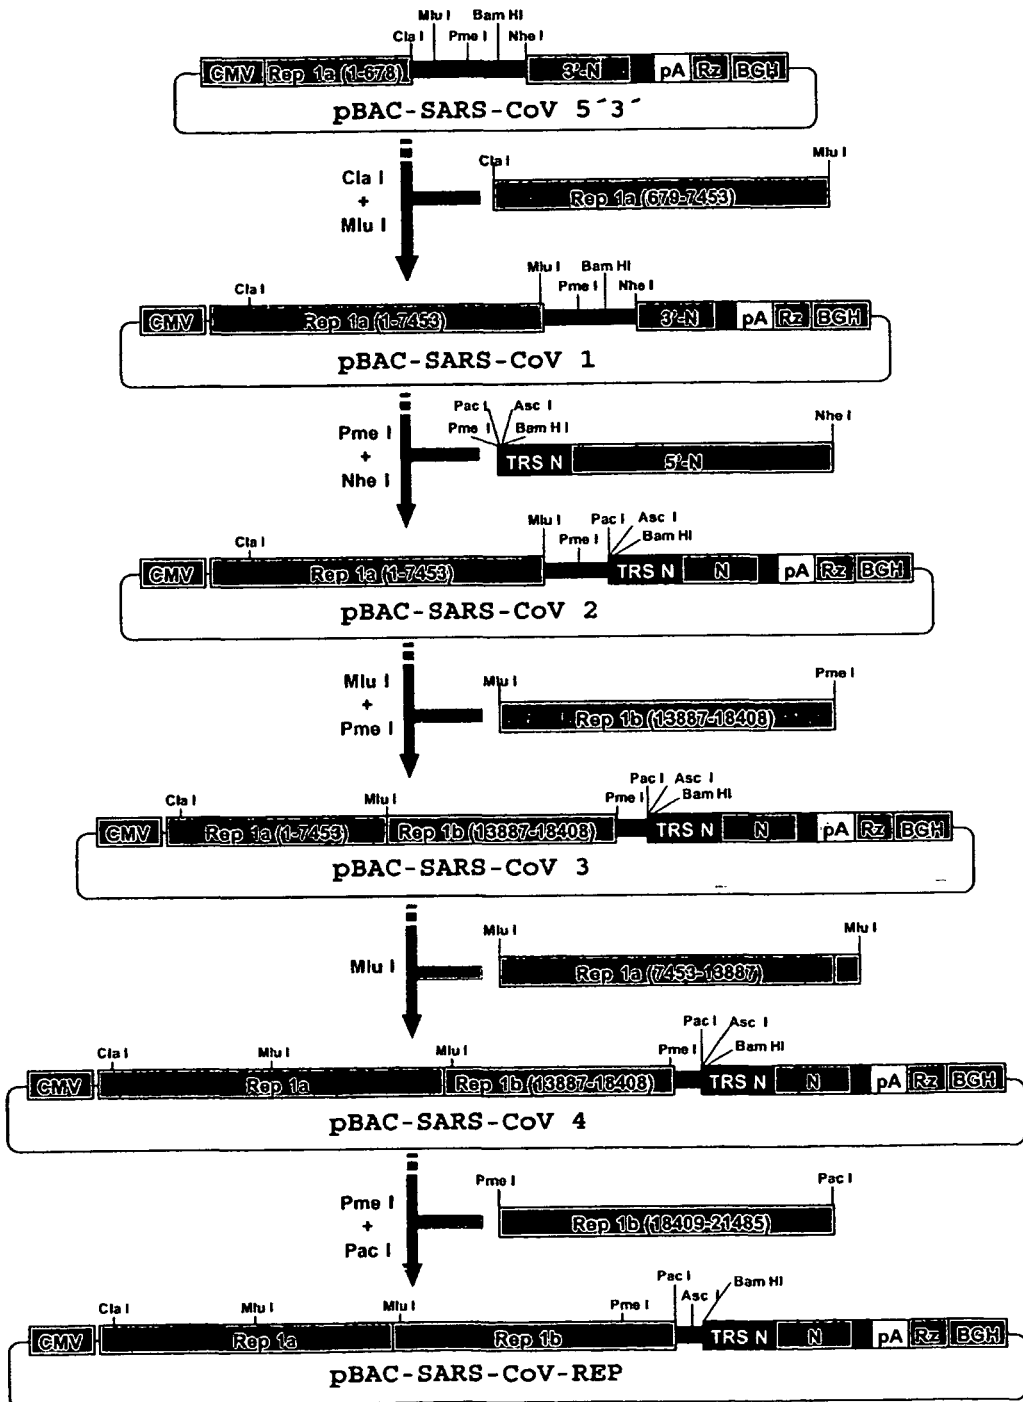 Mlu I Bam HI
Cla I Pme I Nhe I
CMV Rep 1a (1-678) 3'-N pA Rz BGH
pBAC-SARS-CoV 5´3´
Cla I
+
Mlu I
Cla I Mlu I
Rep 1a (679-7453)
Cla I Mlu I Pme I Bam HI Nhe I
CMV Rep 1a (1-7453) 3'-N pA Rz BGH
pBAC-SARS-CoV 1
Pme I
+
Nhe I
Pac I Asc I Nhe I
Pme I Bam HI
TRS N 5'-N
Cla I Mlu I Pme I Pac I Asc I Bam HI
CMV Rep 1a (1-7453) TRS N N pA Rz BGH
pBAC-SARS-CoV 2
Mlu I
+
Pme I
Mlu I Pme I
Rep 1b (13887-18408)
Cla I Mlu I Pme I Pac I Asc I Bam HI
CMV Rep 1a (1-7453) Rep 1b (13887-18408) TRS N N pA Rz BGH
pBAC-SARS-CoV 3
Mlu I
Mlu I Mlu I
Rep 1a (7453-13887)
Cla I Mlu I Mlu I Pme I Pac I Asc I Bam HI
CMV Rep 1a Rep 1b (13887-18408) TRS N N pA Rz BGH
pBAC-SARS-CoV 4
Pme I
+
Pac I
Pme I Pac I
Rep 1b (18409-21485)
Cla I Mlu I Mlu I Pme I Pac I Asc I Bam HI
CMV Rep 1a Rep 1b TRS N N pA Rz BGH
pBAC-SARS-CoV-REP